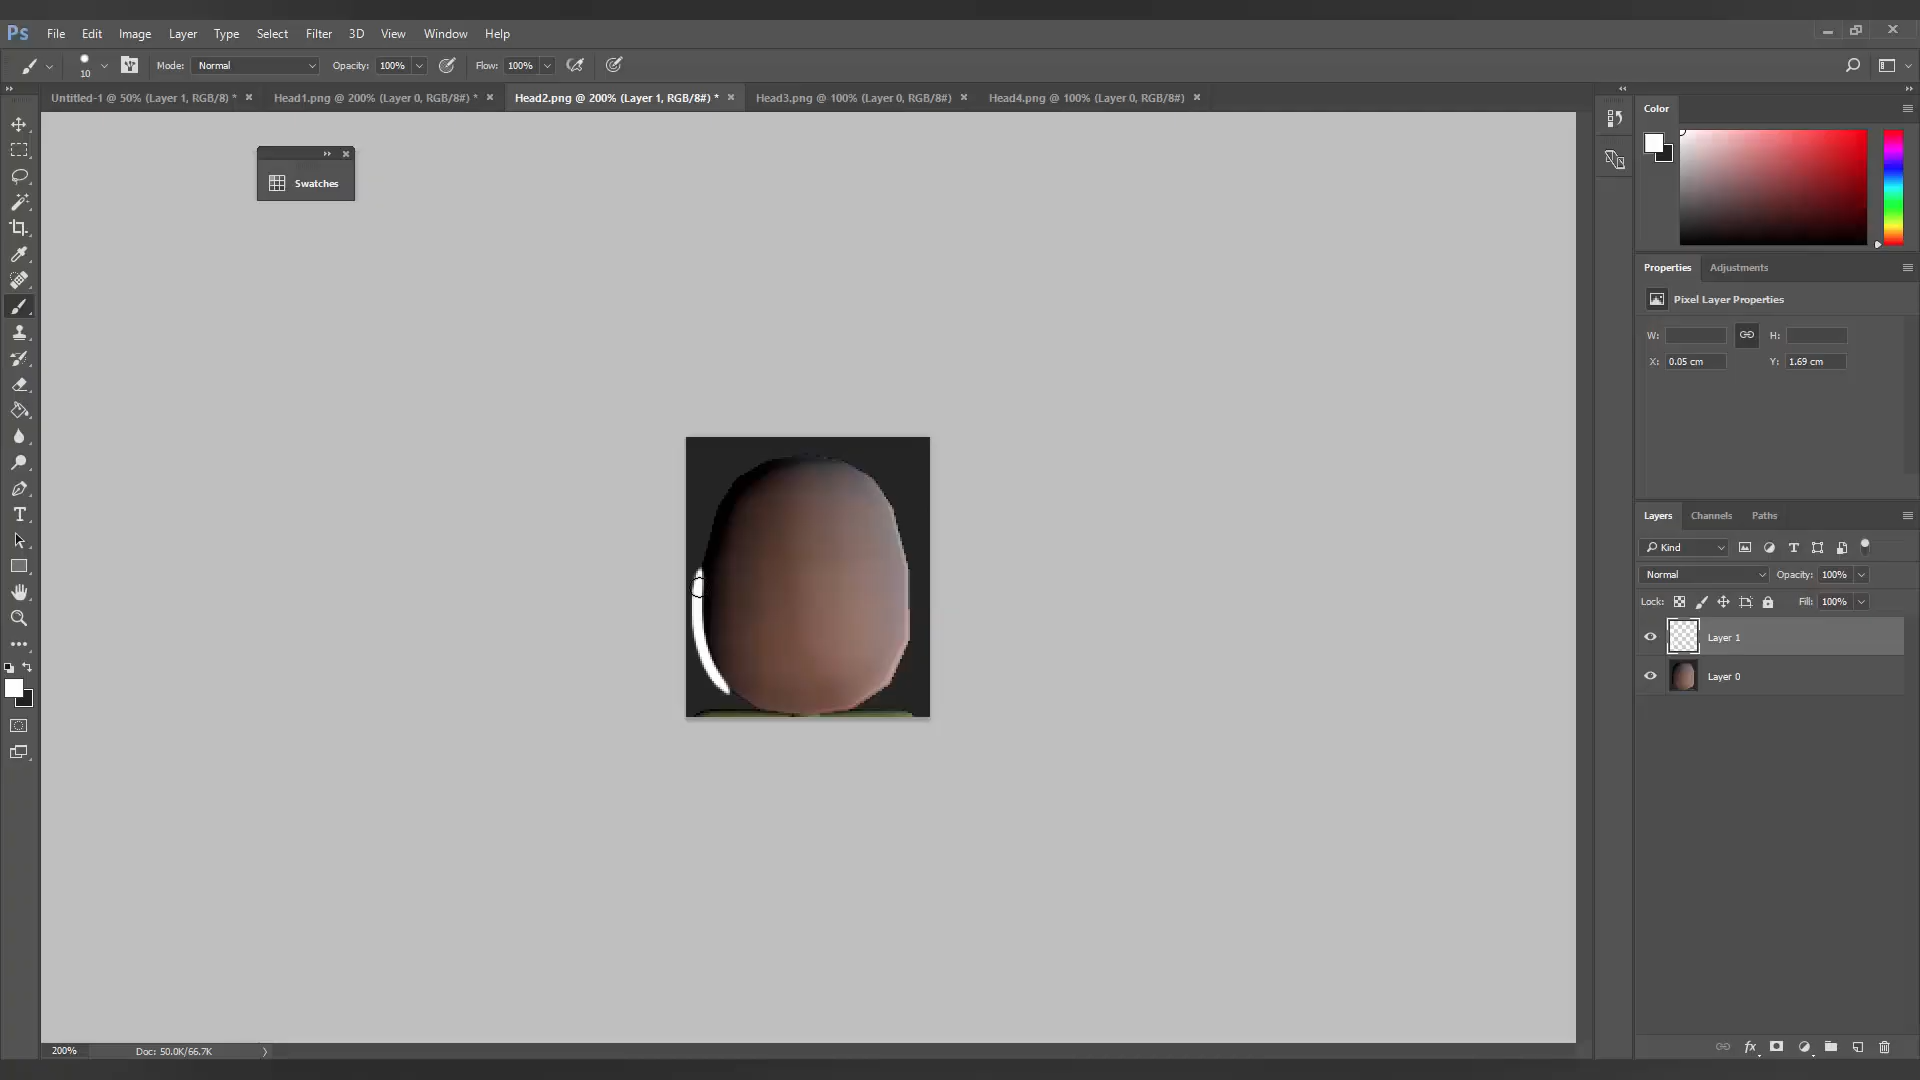 Ps File Edit Image Layer Type Select Filter 3D View Window Help
10 Mode: Normal Opacity: 100% Flow: 100%
Untitled-1 @ 50% (Layer 1, RGB/8) * × Head1.png @ 200% (Layer 0, RGB/8#) * × Head2.png @ 200% (Layer 1, RGB/8#) * × Head3.png @ 100% (Layer 0, RGB/8#) × Head4.png @ 100% (Layer 0, RGB/8#) ×
Swatches
Color
Properties Adjustments
Pixel Layer Properties
W: H:
X: 0.05 cm Y: 1.69 cm
Layers Channels Paths
Kind
Normal Opacity: 100%
Lock: Fill: 100%
Layer 1
Layer 0
fx
200% Doc: 50.0K/66.7K